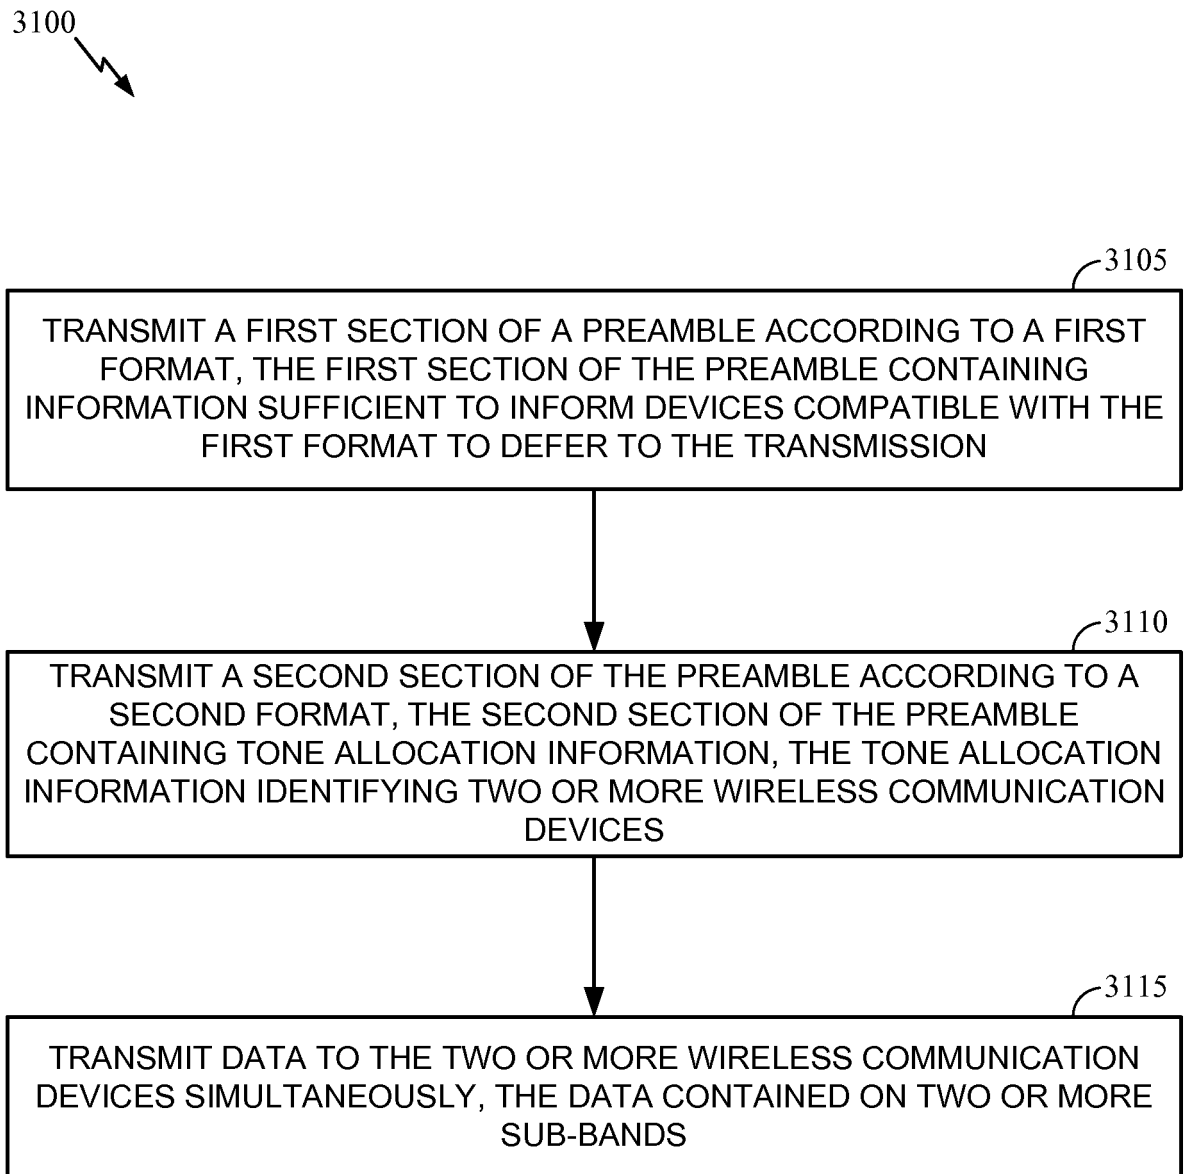 3100
3105
TRANSMIT A FIRST SECTION OF A PREAMBLE ACCORDING TO A FIRST
FORMAT, THE FIRST SECTION OF THE PREAMBLE CONTAINING
INFORMATION SUFFICIENT TO INFORM DEVICES COMPATIBLE WITH THE
FIRST FORMAT TO DEFER TO THE TRANSMISSION
3110
TRANSMIT A SECOND SECTION OF THE PREAMBLE ACCORDING TO A
SECOND FORMAT, THE SECOND SECTION OF THE PREAMBLE
CONTAINING TONE ALLOCATION INFORMATION, THE TONE ALLOCATION
INFORMATION IDENTIFYING TWO OR MORE WIRELESS COMMUNICATION
DEVICES
3115
TRANSMIT DATA TO THE TWO OR MORE WIRELESS COMMUNICATION
DEVICES SIMULTANEOUSLY, THE DATA CONTAINED ON TWO OR MORE
SUB-BANDS